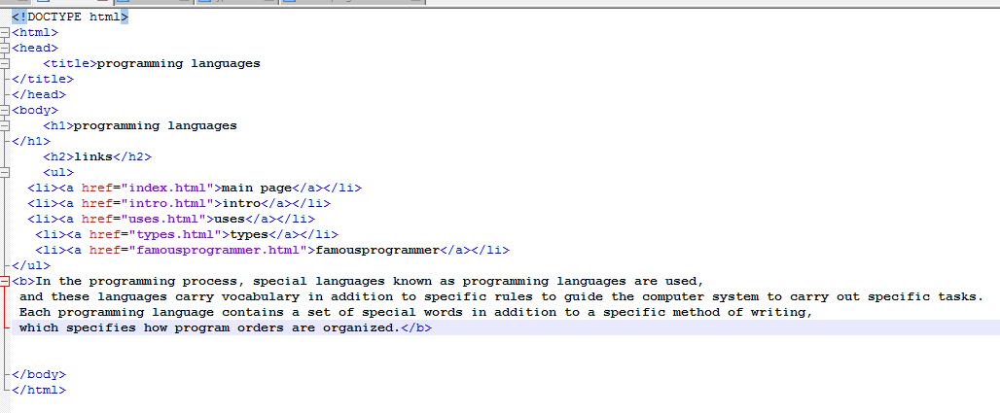 <!DOCTYPE html>
<html>
<head>
    <title>programming languages
</title>
</head>
<body>
    <h1>programming languages
</h1>
    <h2>links</h2>
    <ul>
  <li><a href="index.html">main page</a></li>
  <li><a href="intro.html">intro</a></li>
  <li><a href="uses.html">uses</a></li>
   <li><a href="types.html">types</a></li>
   <li><a href="famousprogrammer.html">famousprogrammer</a></li>
</ul>
<b>In the programming process, special languages known as programming languages are used,
 and these languages carry vocabulary in addition to specific rules to guide the computer system to carry out specific tasks.
 Each programming language contains a set of special words in addition to a specific method of writing,
 which specifies how program orders are organized.</b>
</body>
</html>